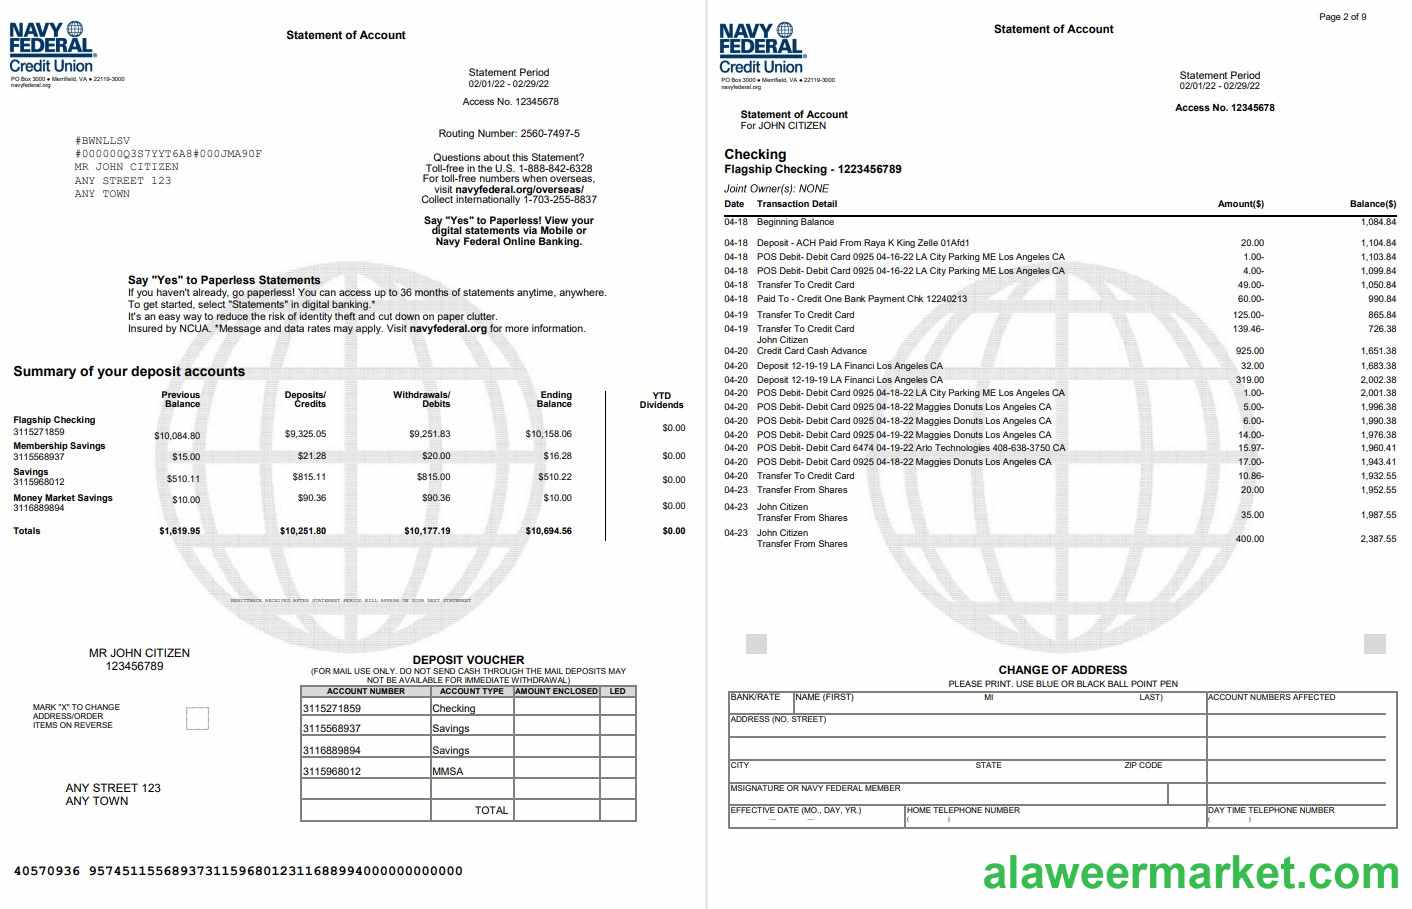 NAVY
FEDERAL
Credit Union
PO Box 3000 ● Merrifield, VA ● 22119-3000
navyfederal.org
Statement of Account
Statement Period
02/01/22 - 02/29/22
Access No. 12345678
Routing Number: 2560-7497-5
Questions about this Statement?
Toll-free in the U.S. 1-888-842-6328
For toll-free numbers when overseas,
visit navyfederal.org/overseas/
Collect internationally 1-703-255-8837
Say "Yes" to Paperless! View your
digital statements via Mobile or
Navy Federal Online Banking.
#BWNLLSV
#000000Q3S7YYT6A8#000JMA90F
MR JOHN CITIZEN
ANY STREET 123
ANY TOWN
Say "Yes" to Paperless Statements
If you haven't already, go paperless! You can access up to 36 months of statements anytime, anywhere.
To get started, select "Statements" in digital banking.*
It's an easy way to reduce the risk of identity theft and cut down on paper clutter.
Insured by NCUA. *Message and data rates may apply. Visit navyfederal.org for more information.
Summary of your deposit accounts
Previous Balance Deposits/ Credits Withdrawals/ Debits Ending Balance YTD Dividends
Flagship Checking
3115271859 $10,084.80 $9,325.05 $9,251.83 $10,158.06 $0.00
Membership Savings
3115568937 $15.00 $21.28 $20.00 $16.28 $0.00
Savings
3115968012 $510.11 $815.11 $815.00 $510.22 $0.00
Money Market Savings
3116889894 $10.00 $90.36 $90.36 $10.00 $0.00
Totals $1,619.95 $10,251.80 $10,177.19 $10,694.56 $0.00
MR JOHN CITIZEN
123456789
MARK "X" TO CHANGE
ADDRESS/ORDER
ITEMS ON REVERSE
ANY STREET 123
ANY TOWN
DEPOSIT VOUCHER
(FOR MAIL USE ONLY. DO NOT SEND CASH THROUGH THE MAIL DEPOSITS MAY
NOT BE AVAILABLE FOR IMMEDIATE WITHDRAWAL)
ACCOUNT NUMBER ACCOUNT TYPE AMOUNT ENCLOSED LED
3115271859 Checking
3115568937 Savings
3116889894 Savings
3115968012 MMSA
TOTAL
40570936 957451155689373115968012311688994000000000000
Page 2 of 9
NAVY
FEDERAL
Credit Union
PO Box 3000 ● Merrifield, VA ● 22119-3000
navyfederal.org
Statement of Account
Statement Period
02/01/22 - 02/29/22
Access No. 12345678
Statement of Account
For JOHN CITIZEN
Checking
Flagship Checking - 1223456789
Joint Owner(s): NONE
Date Transaction Detail Amount($) Balance($)
04-18 Beginning Balance 1,084.84
04-18 Deposit - ACH Paid From Raya K King Zelle 01Afd1 20.00 1,104.84
04-18 POS Debit- Debit Card 0925 04-16-22 LA City Parking ME Los Angeles CA 1.00- 1,103.84
04-18 POS Debit- Debit Card 0925 04-16-22 LA City Parking ME Los Angeles CA 4.00- 1,099.84
04-18 Transfer To Credit Card 49.00- 1,050.84
04-18 Paid To - Credit One Bank Payment Chk 12240213 60.00- 990.84
04-19 Transfer To Credit Card 125.00- 865.84
04-19 Transfer To Credit Card 139.46- 726.38
John Citizen
04-20 Credit Card Cash Advance 925.00 1,651.38
04-20 Deposit 12-19-19 LA Financi Los Angeles CA 32.00 1,683.38
04-20 Deposit 12-19-19 LA Financi Los Angeles CA 319.00 2,002.38
04-20 POS Debit- Debit Card 0925 04-18-22 LA City Parking ME Los Angeles CA 1.00- 2,001.38
04-20 POS Debit- Debit Card 0925 04-18-22 Maggies Donuts Los Angeles CA 5.00- 1,996.38
04-20 POS Debit- Debit Card 0925 04-18-22 Maggies Donuts Los Angeles CA 6.00- 1,990.38
04-20 POS Debit- Debit Card 0925 04-19-22 Maggies Donuts Los Angeles CA 14.00- 1,976.38
04-20 POS Debit- Debit Card 6474 04-19-22 Arlo Technologies 408-638-3750 CA 15.97- 1,960.41
04-20 POS Debit- Debit Card 0925 04-18-22 Maggies Donuts Los Angeles CA 17.00- 1,943.41
04-20 Transfer To Credit Card 10.86- 1,932.55
04-23 Transfer From Shares 20.00 1,952.55
04-23 John Citizen
Transfer From Shares 35.00 1,987.55
04-23 John Citizen
Transfer From Shares 400.00 2,387.55
CHANGE OF ADDRESS
PLEASE PRINT. USE BLUE OR BLACK BALL POINT PEN
BANK/RATE NAME (FIRST) MI LAST) ACCOUNT NUMBERS AFFECTED
ADDRESS (NO. STREET)
CITY STATE ZIP CODE
MSIGNATURE OR NAVY FEDERAL MEMBER
EFFECTIVE DATE (MO., DAY, YR.) HOME TELEPHONE NUMBER DAY TIME TELEPHONE NUMBER
alaweermarket.com